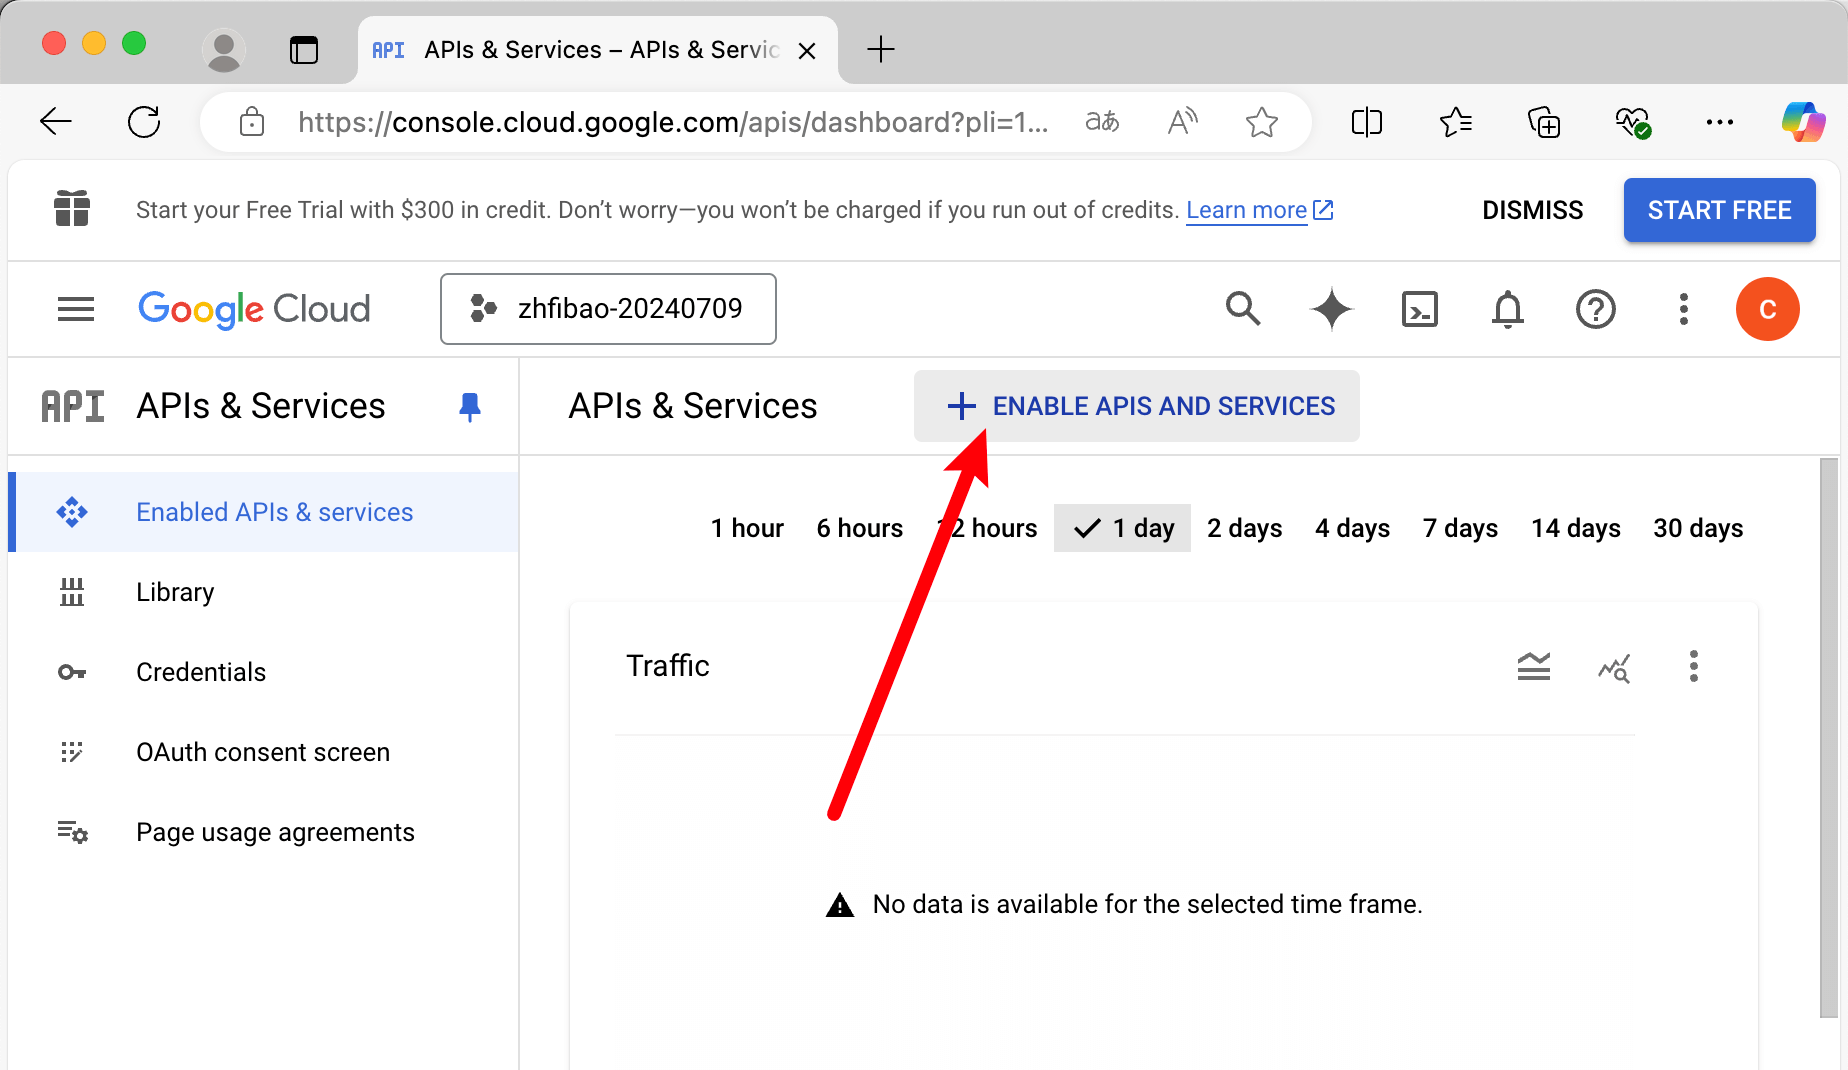 API APIs & Services – APIs & Servic
https://console.cloud.google.com/apis/dashboard?pli=1...
aあ
A
Start your Free Trial with $300 in credit. Don’t worry—you won’t be charged if you run out of credits. Learn more
DISMISS
START FREE
Google Cloud
zhfibao-20240709
C
API APIs & Services
APIs & Services
ENABLE APIS AND SERVICES
Enabled APIs & services
Library
Credentials
OAuth consent screen
Page usage agreements
1 hour 6 hours 12 hours 1 day 2 days 4 days 7 days 14 days 30 days
Traffic
No data is available for the selected time frame.